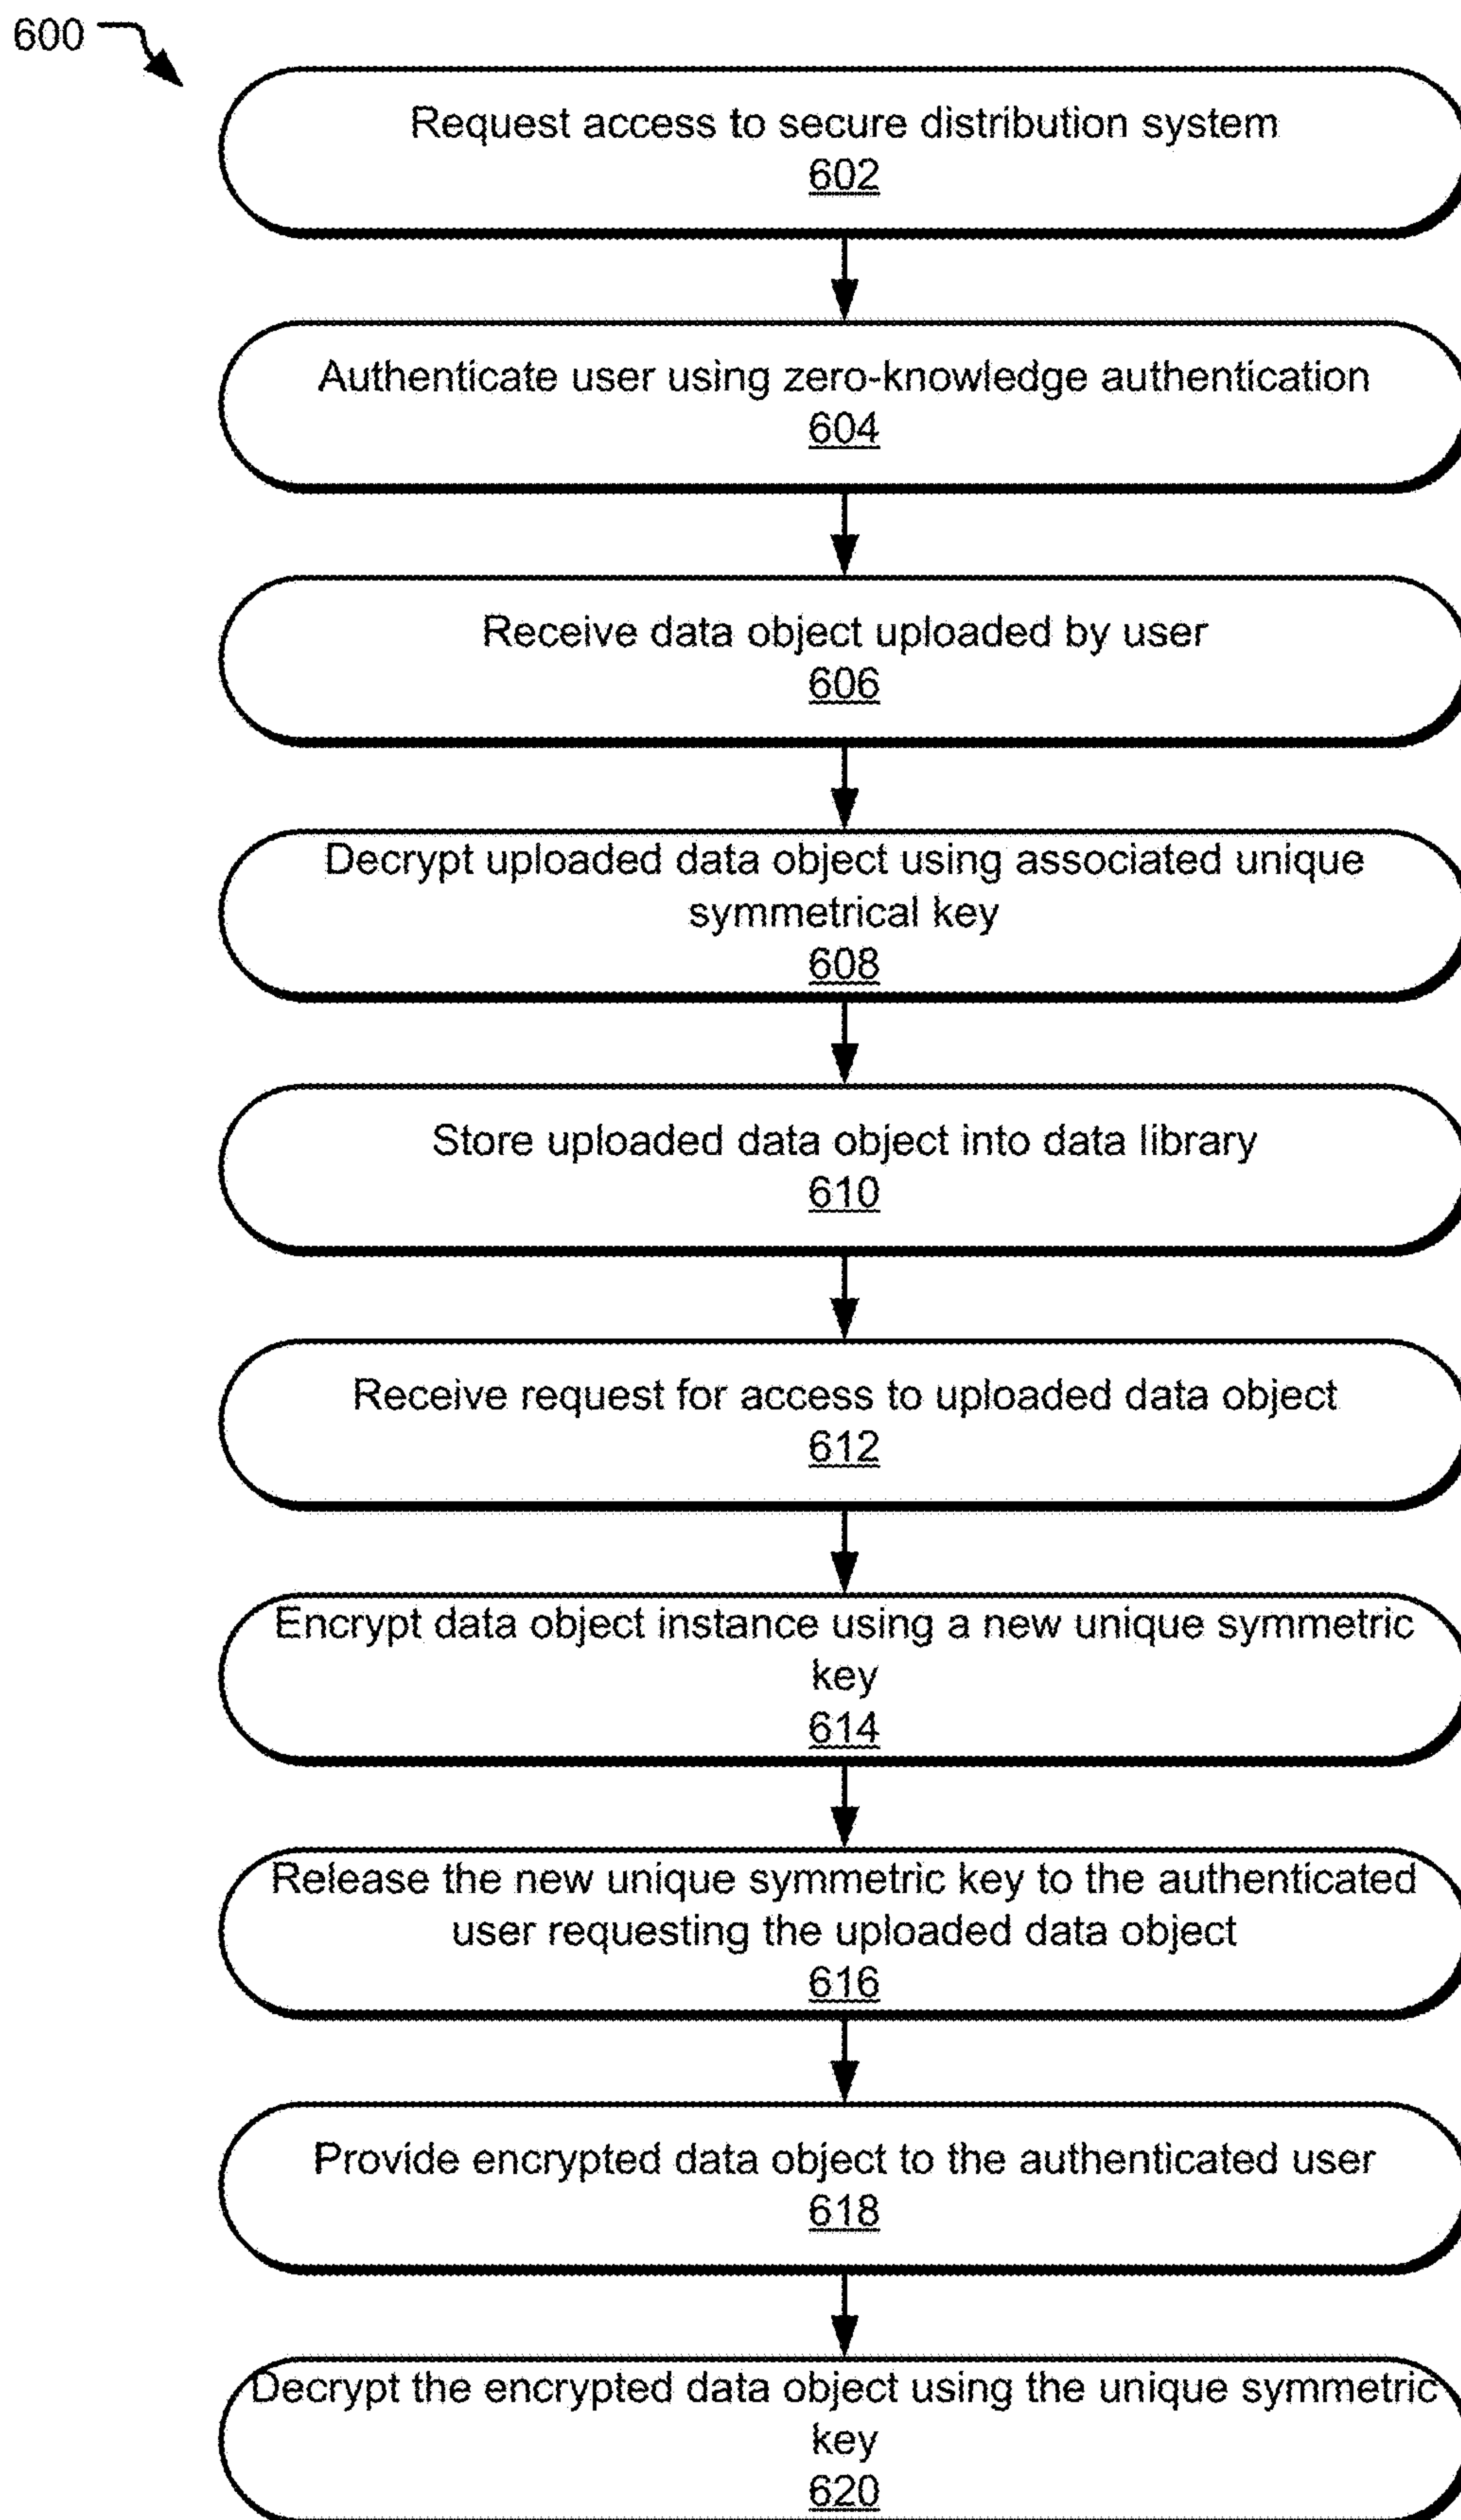 600
Request access to secure distribution system
602
Authenticate user using zero-knowledge authentication
604
Receive data object uploaded by user
606
Decrypt uploaded data object using associated unique
symmetrical key
608
Store uploaded data object into data library
610
Receive request for access to uploaded data object
612
Encrypt data object instance using a new unique symmetric
key
614
Release the new unique symmetric key to the authenticated
user requesting the uploaded data object
616
Provide encrypted data object to the authenticated user
618
Decrypt the encrypted data object using the unique symmetric
key
620